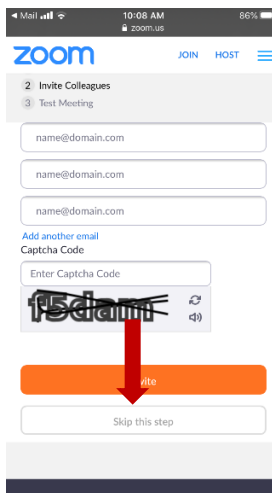 Mail 10:08 AM 86%
zoom.us
zoom JOIN HOST
2 Invite Colleagues
3 Test Meeting
name@domain.com
name@domain.com
name@domain.com
Add another email
Captcha Code
Enter Captcha Code
vite
Skip this step